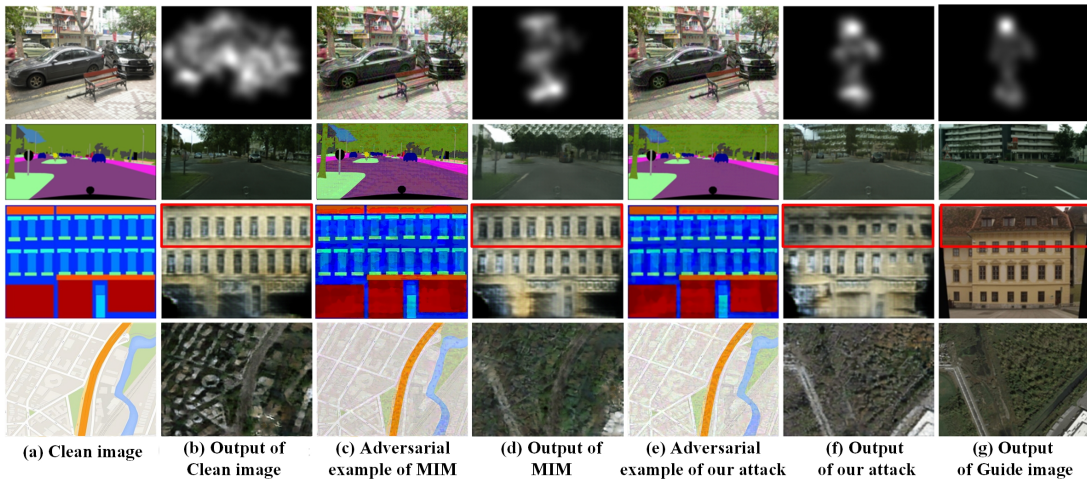 (a) Clean image
(b) Output of
Clean image
(c) Adversarial
example of MIM
(d) Output of
MIM
(e) Adversarial
example of our attack
(f) Output
of our attack
(g) Output
of Guide image